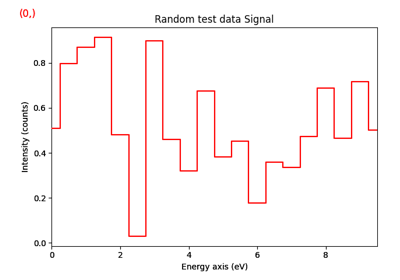 (0,)
Random test data Signal
Intensity (counts)
0.8
0.6
0.4
0.2
0.0
0 2 4 6 8
Energy axis (eV)